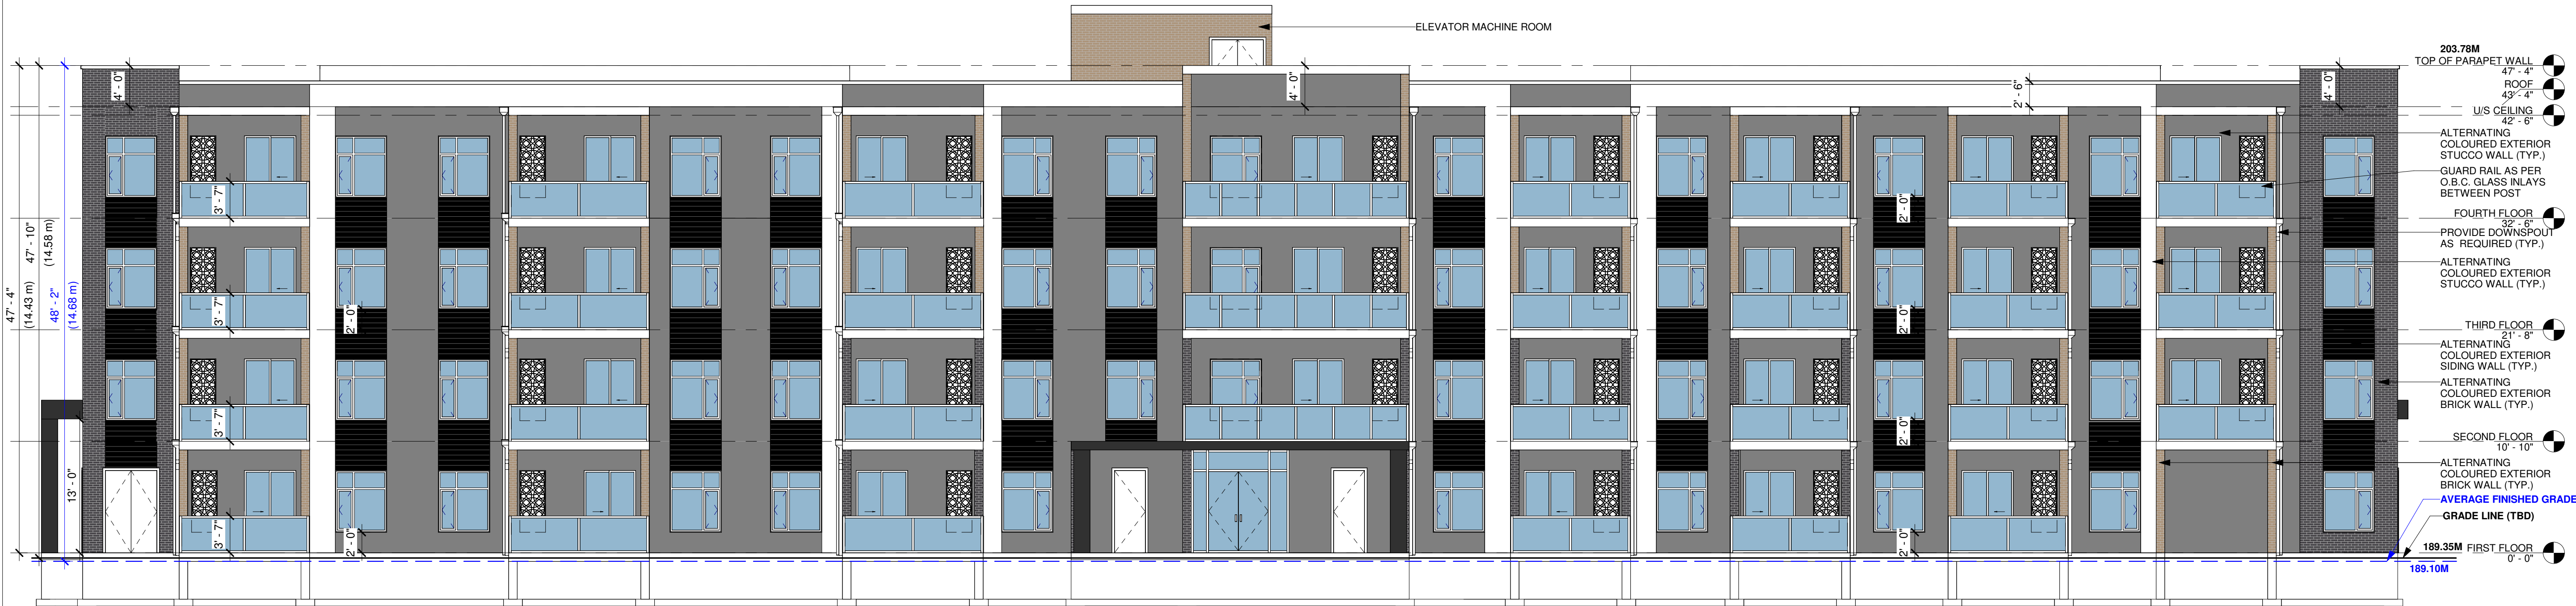 ELEVATOR MACHINE ROOM
203.78M
TOP OF PARAPET WALL
47' - 4"
ROOF
43' - 4"
U/S CEILING
42' - 6"
ALTERNATING
COLOURED EXTERIOR
STUCCO WALL (TYP.)
GUARD RAIL AS PER
O.B.C. GLASS INLAYS
BETWEEN POST
FOURTH FLOOR
32' - 6"
PROVIDE DOWNSPOUT
AS REQUIRED (TYP.)
ALTERNATING
COLOURED EXTERIOR
STUCCO WALL (TYP.)
THIRD FLOOR
21' - 8"
ALTERNATING
COLOURED EXTERIOR
SIDING WALL (TYP.)
ALTERNATING
COLOURED EXTERIOR
BRICK WALL (TYP.)
SECOND FLOOR
10' - 10"
ALTERNATING
COLOURED EXTERIOR
BRICK WALL (TYP.)
AVERAGE FINISHED GRADE
GRADE LINE (TBD)
189.35M FIRST FLOOR
0' - 0"
189.10M
47' - 4"
(14.43 m)
47' - 10"
(14.58 m)
48' - 2"
(14.68 m)
13' - 0"
4' - 0"
3' - 7"
3' - 7"
3' - 7"
3' - 7"
2' - 0"
2' - 0"
4' - 0"
2' - 0"
2' - 0"
2' - 0"
2' - 0"
2' - 6"
4' - 0"